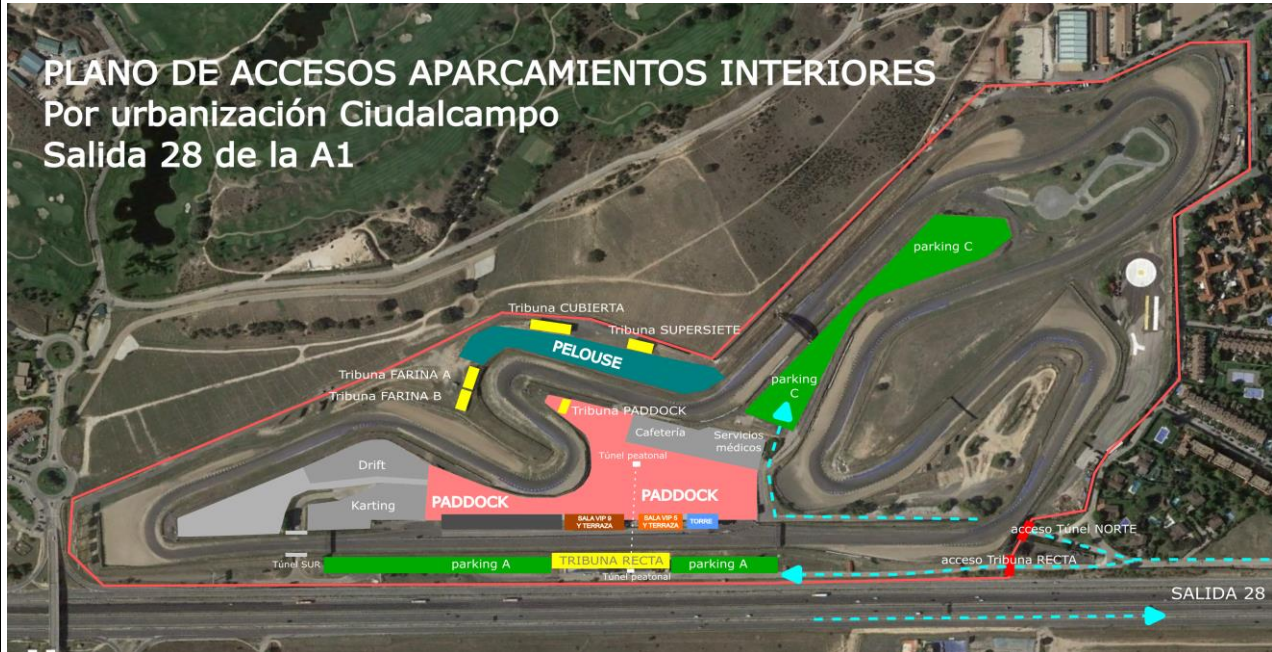 PLANO DE ACCESOS APARCAMIENTOS INTERIORES
Por urbanización Ciudalcampo
Salida 28 de la A1
parking C
Tribuna CUBIERTA
Tribuna SUPERSIETE
PELOUSE
Tribuna FARINA A
Tribuna FARINA B
parking
C
Tribuna PADDOCK
Cafetería
Servicios
médicos
Túnel peatonal
Drift
Karting
PADDOCK
PADDOCK
SALA VIP 9
Y TERRAZA
SALA VIP 5
Y TERRAZA
TORRE
acceso Túnel NORTE
acceso Tribuna RECTA
Túnel SUR
parking A
TRIBUNA RECTA
parking A
Túnel peatonal
SALIDA 28